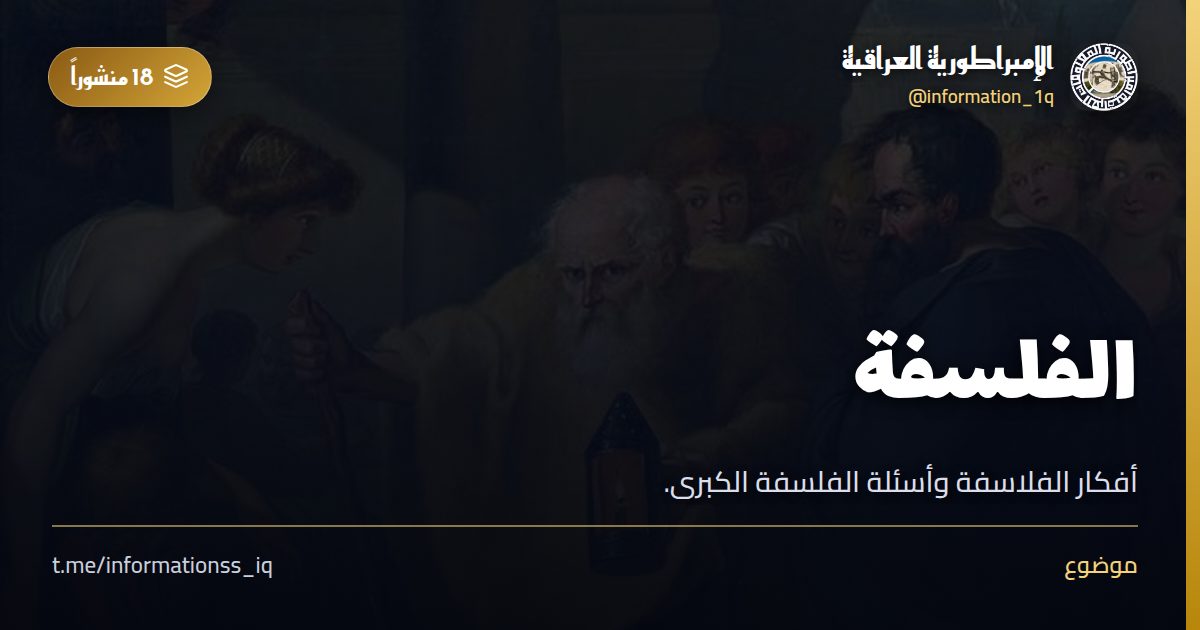 الإمبراطورية العراقية
@information_1q
18 منشوراً
الفلسفة
أفكار الفلاسفة وأسئلة الفلسفة الكبرى.
موضوع
t.me/informationss_iq